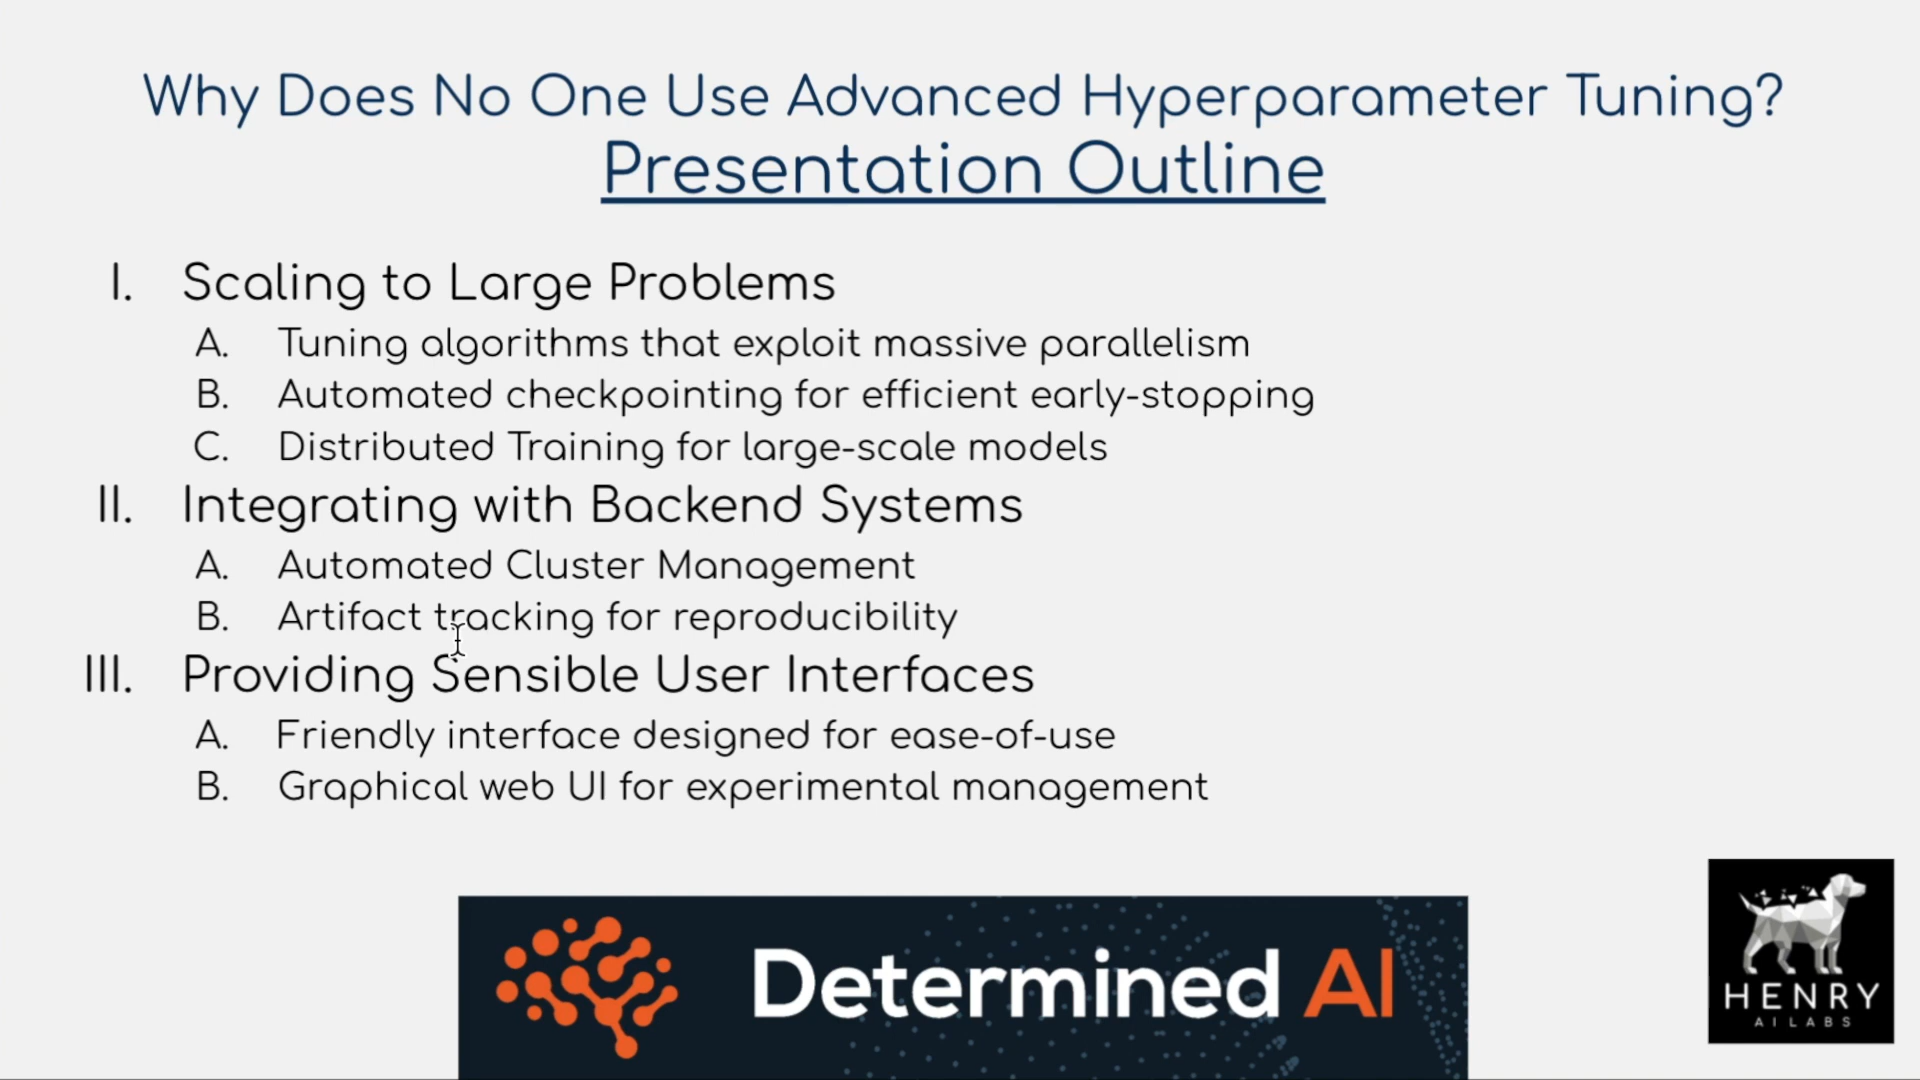 Why Does No One Use Advanced Hyperparameter Tuning?
Presentation Outline
I. Scaling to Large Problems
A. Tuning algorithms that exploit massive parallelism
B. Automated checkpointing for efficient early-stopping
C. Distributed Training for large-scale models
II. Integrating with Backend Systems
A. Automated Cluster Management
B. Artifact tracking for reproducibility
III. Providing Sensible User Interfaces
A. Friendly interface designed for ease-of-use
B. Graphical web UI for experimental management
Determined AI
HENRY
AI LABS